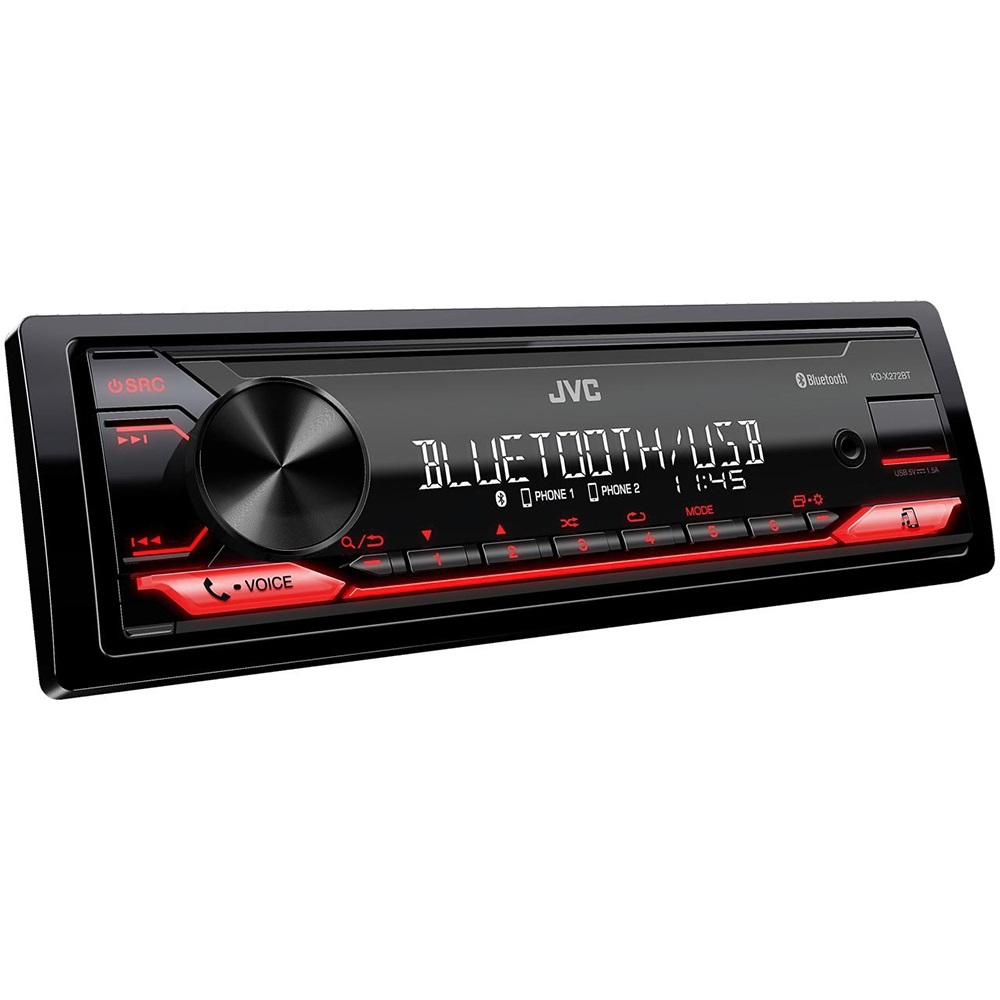 SRC
JVC
Bluetooth
KD-X272BT
BLUETOOTH/USB
PHONE 1 PHONE 2 11:45
USB 5V 1.5A
MODE
1 2 3 4 5 6
VOICE